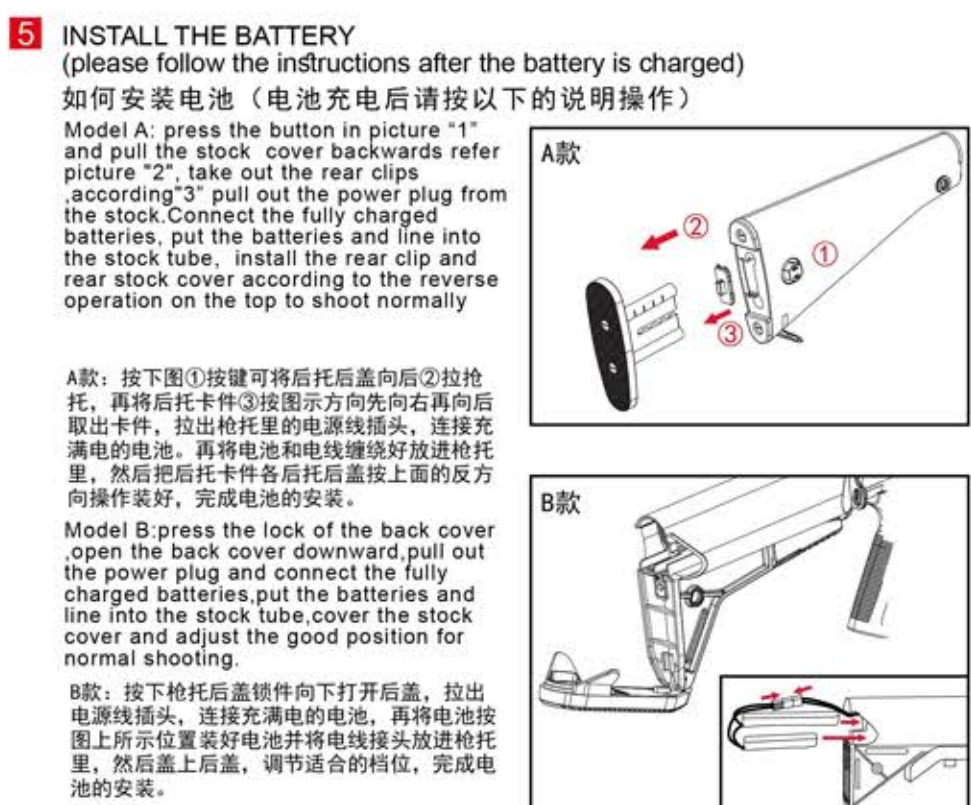 5 INSTALL THE BATTERY
(please follow the instructions after the battery is charged)
如何安装电池（电池充电后请按以下的说明操作）
Model A: press the button in picture “1”
and pull the stock cover backwards refer
picture "2", take out the rear clips
,according"3" pull out the power plug from
the stock.Connect the fully charged
batteries, put the batteries and line into
the stock tube, install the rear clip and
rear stock cover according to the reverse
operation on the top to shoot normally
A款：按下图①按键可将后托后盖向后②拉抢
托，再将后托卡件③按图示方向先向右再向后
取出卡件，拉出枪托里的电源线插头，连接充
满电的电池。再将电池和电线缠绕好放进枪托
里，然后把后托卡件各后托后盖按上面的反方
向操作装好，完成电池的安装。
A款
②
①
③
Model B:press the lock of the back cover
,open the back cover downward,pull out
the power plug and connect the fully
charged batteries,put the batteries and
line into the stock tube,cover the stock
cover and adjust the good position for
normal shooting.
B款：按下枪托后盖锁件向下打开后盖，拉出
电源线插头，连接充满电的电池，再将电池按
图上所示位置装好电池并将电线接头放进枪托
里，然后盖上后盖，调节适合的档位，完成电
池的安装。
B款